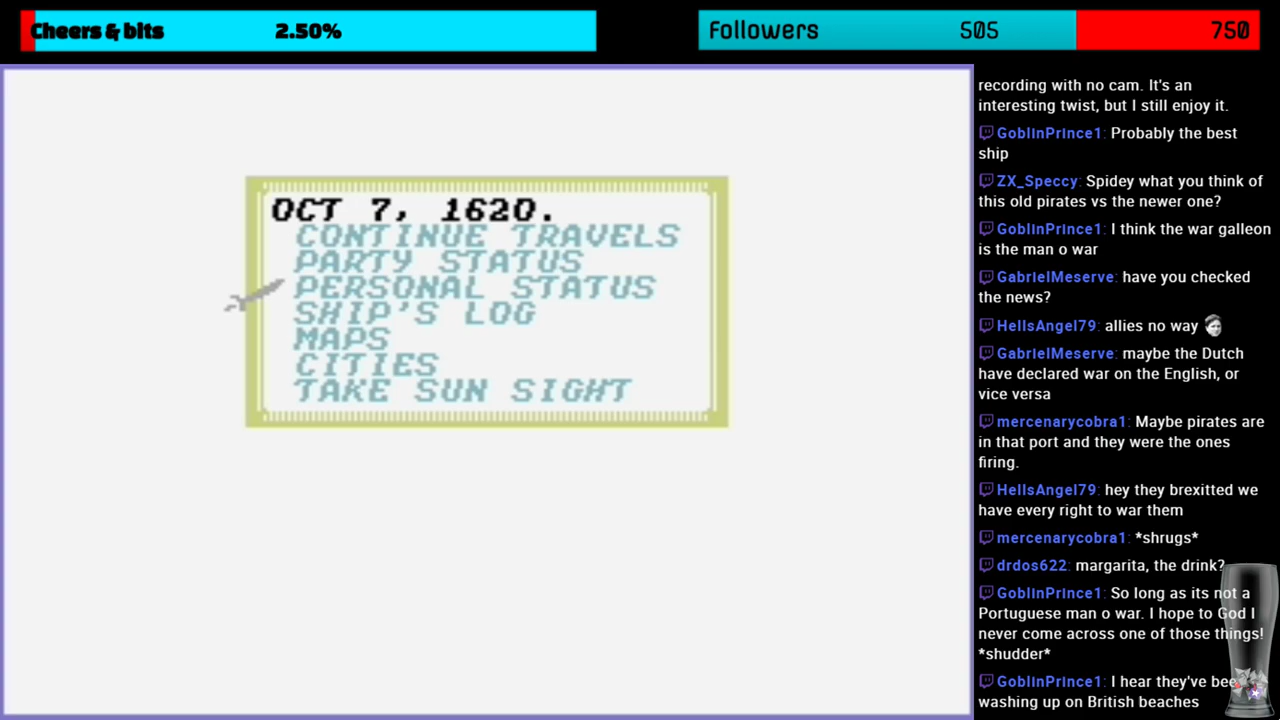 Cheers & bits 2.50%
Followers 505 750
OCT 7, 1620.
CONTINUE TRAVELS
PARTY STATUS
PERSONAL STATUS
SHIP'S LOG
MAPS
CITIES
TAKE SUN SIGHT
recording with no cam. It's an
interesting twist, but I still enjoy it.
GoblinPrince1: Probably the best
ship
ZX_Speccy: Spidey what you think of
this old pirates vs the newer one?
GoblinPrince1: I think the war galleon
is the man o war
GabrielMeserve: have you checked
the news?
HellsAngel79: allies no way
GabrielMeserve: maybe the Dutch
have declared war on the English, or
vice versa
mercenarycobra1: Maybe pirates are
in that port and they were the ones
firing.
HellsAngel79: hey they brexitted we
have every right to war them
mercenarycobra1: *shrugs*
drdos622: margarita, the drink?
GoblinPrince1: So long as its not a
Portuguese man o war. I hope to God I
never come across one of those things!
*shudder*
GoblinPrince1: I hear they've been
washing up on British beaches